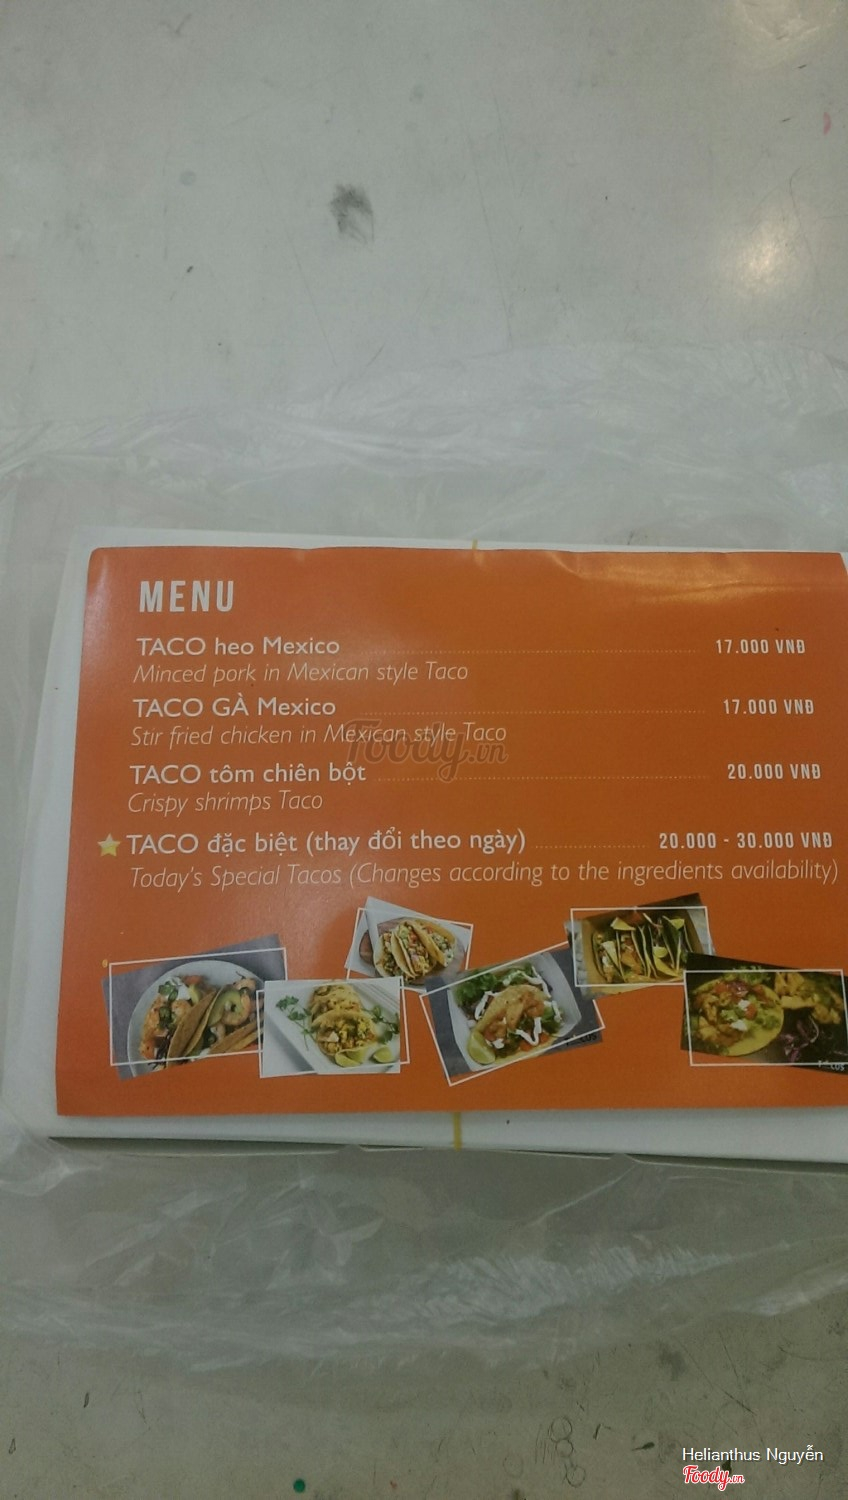 MENU
TACO heo Mexico 17.000 VNĐ
Minced pork in Mexican style Taco
TACO GÀ Mexico 17.000 VNĐ
Stir fried chicken in Mexican style Taco
Foody.vn
TACO tôm chiên bột 20.000 VNĐ
Crispy shrimps Taco
TACO đặc biệt (thay đổi theo ngày) 20.000 - 30.000 VNĐ
Today's Special Tacos (Changes according to the ingredients availability)
Helianthus Nguyễn
Foody.vn